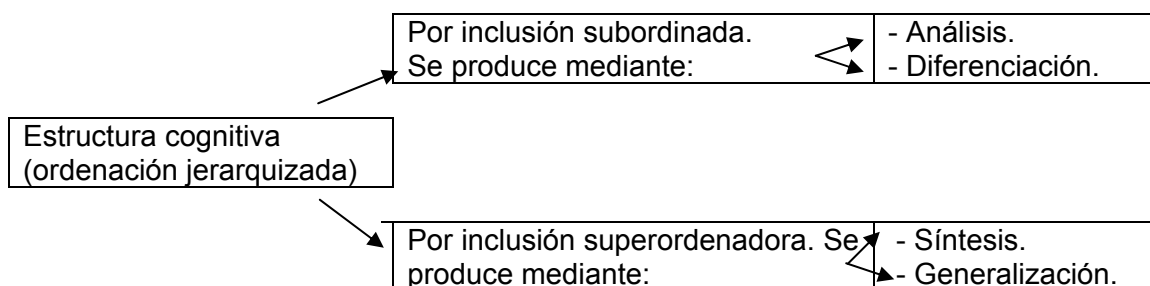 Por inclusión subordinada.
Se produce mediante:
- Análisis.
- Diferenciación.
Estructura cognitiva
(ordenación jerarquizada)
Por inclusión superordenadora. Se
produce mediante:
- Síntesis.
- Generalización.